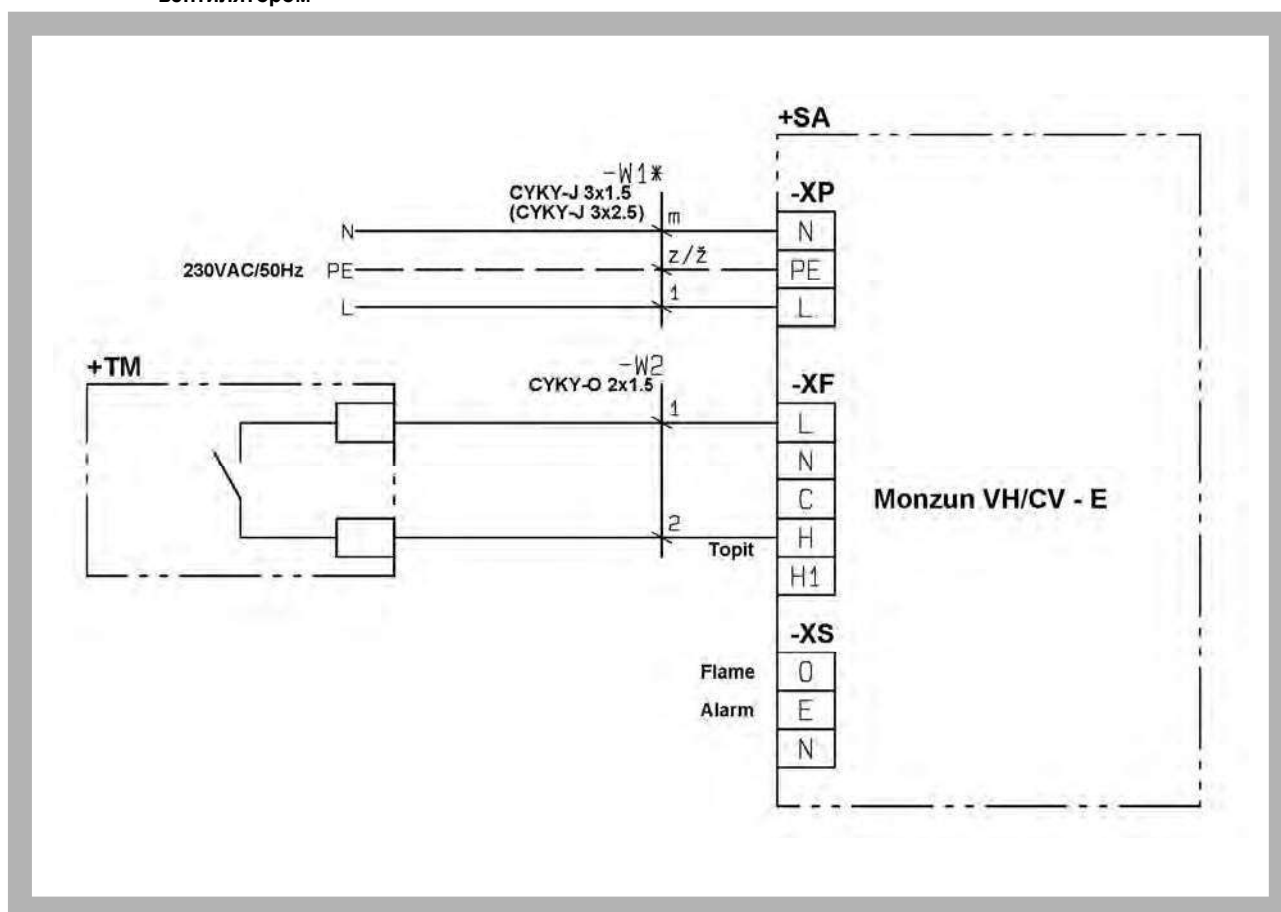 вентилятором
+SA
-W1*
CYKY-J 3x1.5
(CYKY-J 3x2.5)
-XP
N
m
N
230VAC/50Hz
PE
z/ž
PE
L
1
L
+TM
-W2
CYKY-O 2x1.5
-XF
1
L
N
C
Monzun VH/CV - E
2
Topit
H
H1
-XS
Flame
O
Alarm
E
N